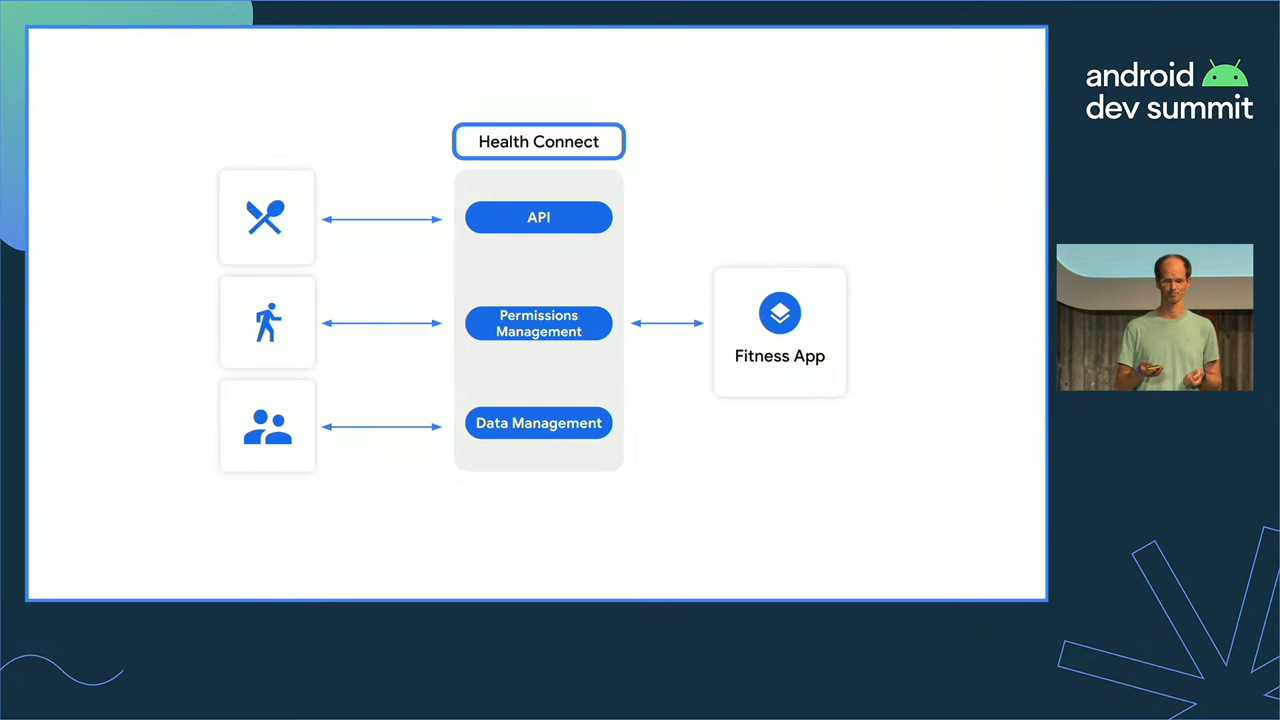 Health Connect
API
Permissions
Management
Data Management
Fitness App
android
dev summit